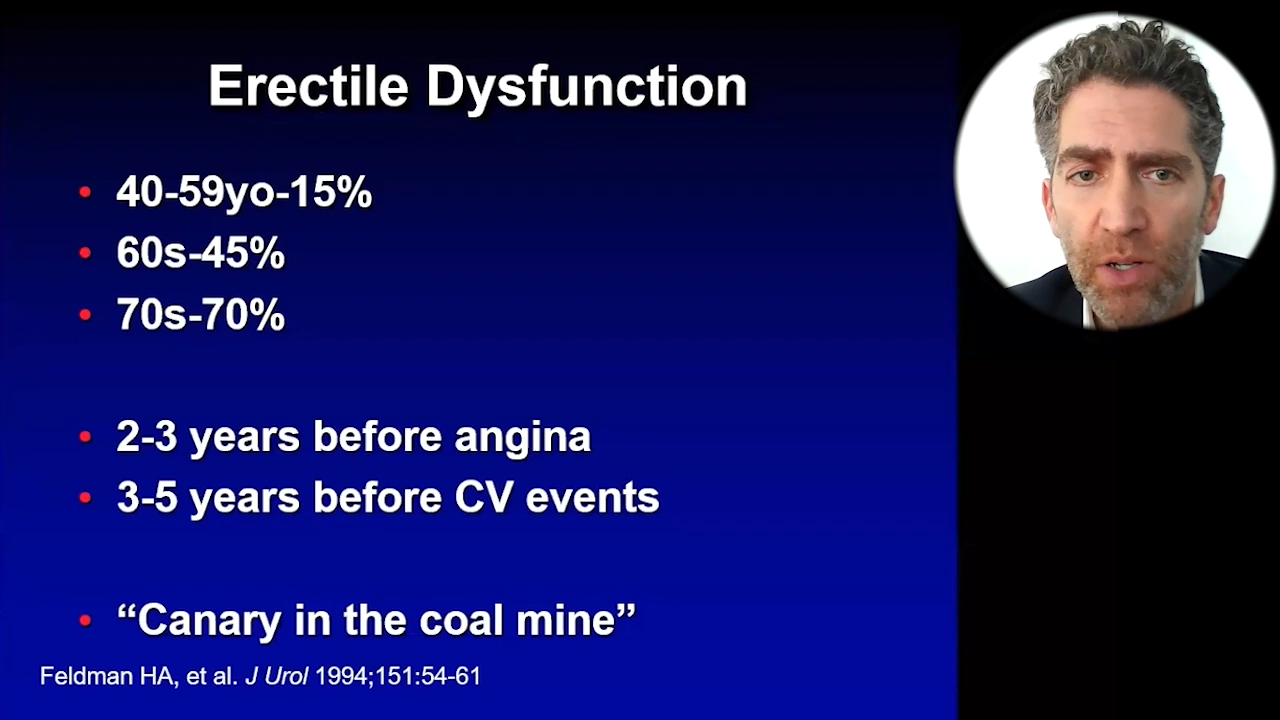 Erectile Dysfunction
• 40-59yo-15%
• 60s-45%
• 70s-70%
• 2-3 years before angina
• 3-5 years before CV events
• “Canary in the coal mine”
Feldman HA, et al. J Urol 1994;151:54-61